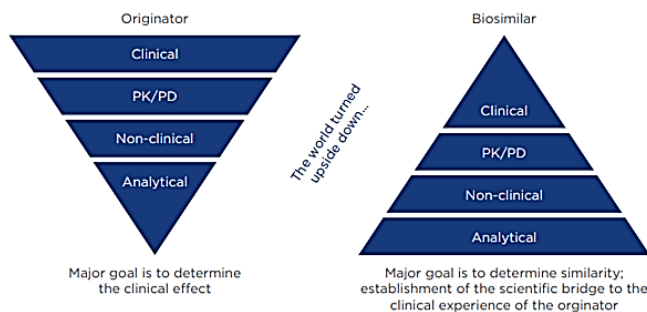 Originator
Clinical
PK/PD
Non-clinical
Analytical
Major goal is to determine
the clinical effect
The world turned
upside down...
Biosimilar
Clinical
PK/PD
Non-clinical
Analytical
Major goal is to determine similarity;
establishment of the scientific bridge to the
clinical experience of the orginator